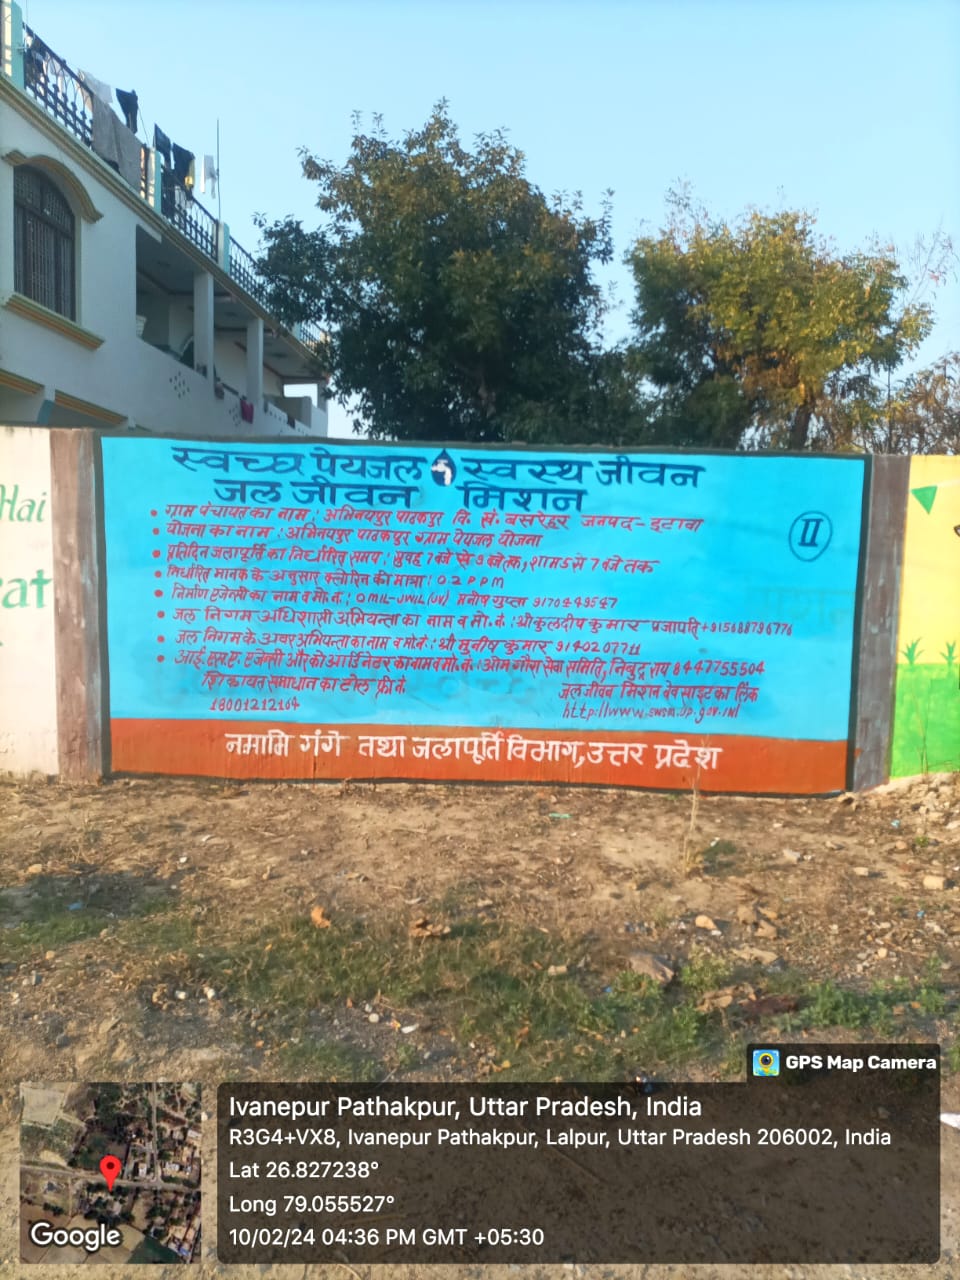 स्वच्छ पेयजल स्वस्थ जीवन
जल जीवन मिशन
II
• ग्राम पंचायत का नाम : अभिनयपुर पाठकपुर वि. खं. बसरेहर जनपद - इटावा
• योजना का नाम : अभिनयपुर पाठकपुर ग्राम पेयजल योजना
• प्रतिदिन जलापूर्ति का निर्धारित समय : सुबह 7 बजे से 9 बजे तक, शाम 5 से 7 बजे तक
• निर्धारित मानक के अनुसार क्लोरिन की मात्रा : 0.2 PPM
• निर्माण एजेन्सी का नाम व मो.नं. : OMIL-JWIL(JV) मनीष गुप्ता
• जल निगम अधिशासी अभियन्ता का नाम व मो. नं. : श्री कुलदीप कुमार प्रजापति +915688796776
• जल निगम के अवर अभियन्ता का नाम व मो.नं : श्री मुनीष कुमार 9140207711
• आई.एस.ए. एजेन्सी और को आर्डिनेटर का नाम व मो. नं. : ओम गौरा सेवा समिति, 8447755504
शिकायत समाधान का टोल फ्री नं.
18001212164
जल जीवन मिशन वेबसाइट का लिंक
http://www.swsm.up.gov.in/
नमामि गंगे तथा जलापूर्ति विभाग, उत्तर प्रदेश
Hai
rat
GPS Map Camera
Ivanepur Pathakpur, Uttar Pradesh, India
R3G4+VX8, Ivanepur Pathakpur, Lalpur, Uttar Pradesh 206002, India
Lat 26.827238°
Long 79.055527°
10/02/24 04:36 PM GMT +05:30
Google